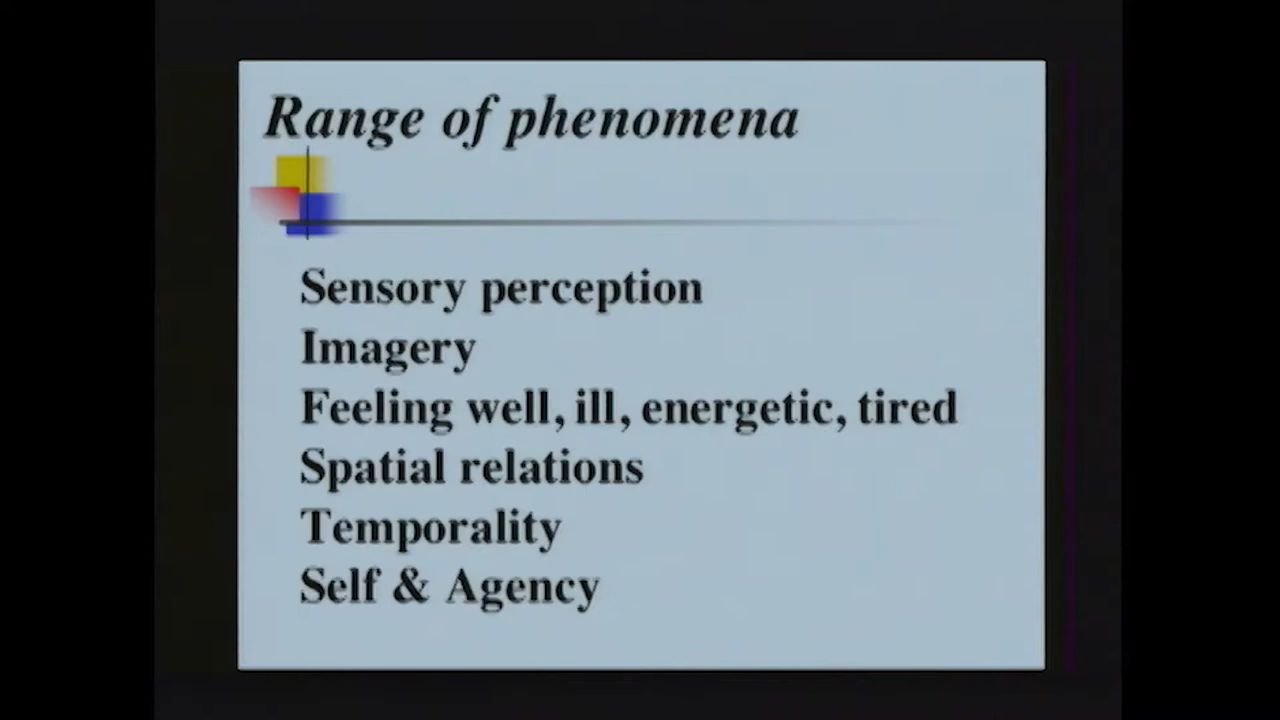 Range of phenomena
Sensory perception
Imagery
Feeling well, ill, energetic, tired
Spatial relations
Temporality
Self & Agency